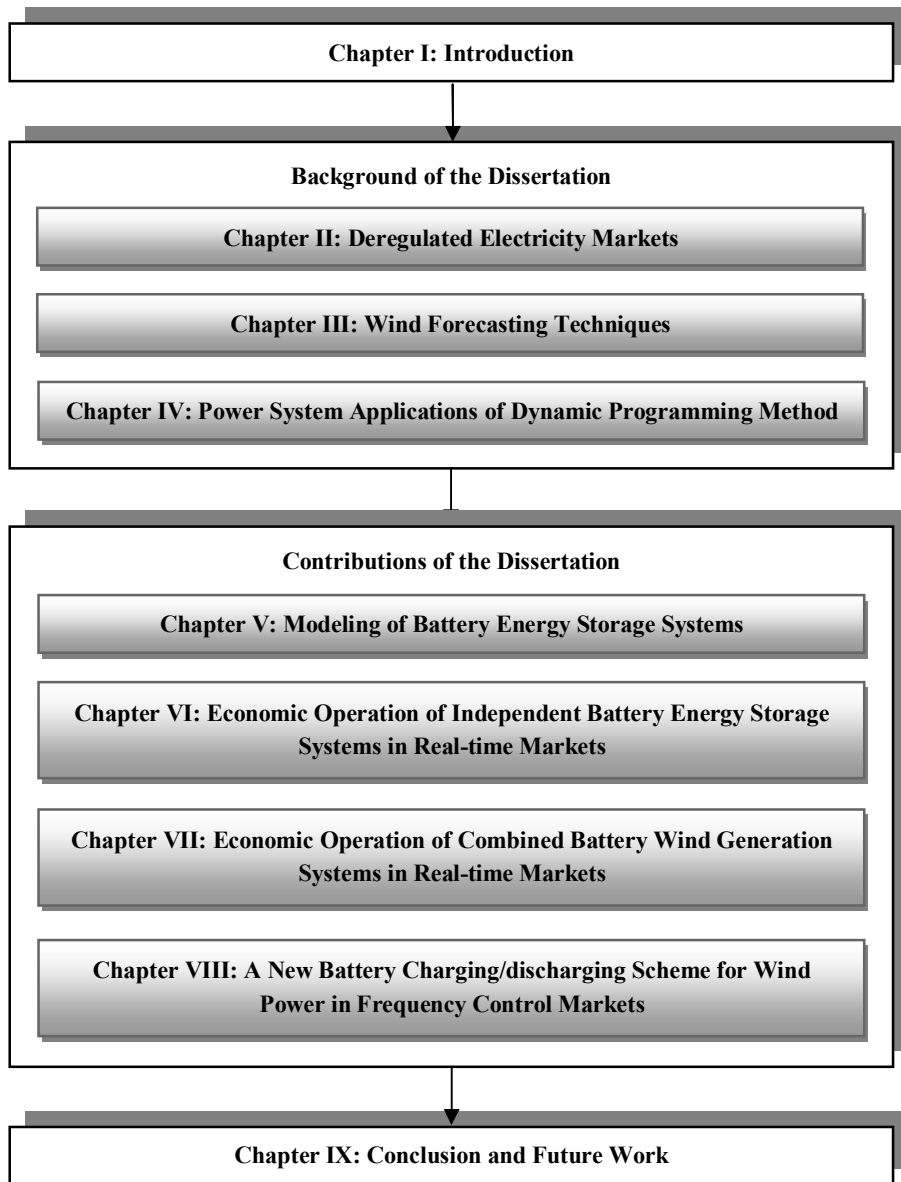 Chapter I: Introduction
Background of the Dissertation
Chapter II: Deregulated Electricity Markets
Chapter III: Wind Forecasting Techniques
Chapter IV: Power System Applications of Dynamic Programming Method
Contributions of the Dissertation
Chapter V: Modeling of Battery Energy Storage Systems
Chapter VI: Economic Operation of Independent Battery Energy Storage
Systems in Real-time Markets
Chapter VII: Economic Operation of Combined Battery Wind Generation
Systems in Real-time Markets
Chapter VIII: A New Battery Charging/discharging Scheme for Wind
Power in Frequency Control Markets
Chapter IX: Conclusion and Future Work